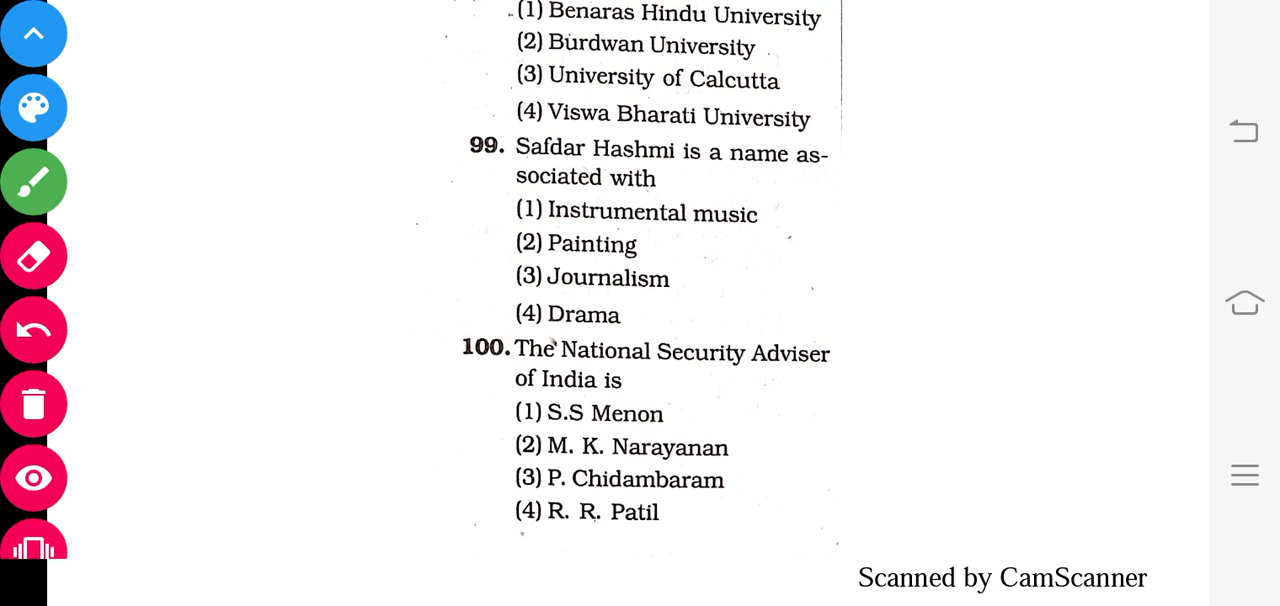 (1) Benaras Hindu University
(2) Burdwan University
(3) University of Calcutta
(4) Viswa Bharati University
99. Safdar Hashmi is a name as-
sociated with
(1) Instrumental music
(2) Painting
(3) Journalism
(4) Drama
100. The National Security Adviser
of India is
(1) S.S Menon
(2) M. K. Narayanan
(3) P. Chidambaram
(4) R. R. Patil
Scanned by CamScanner